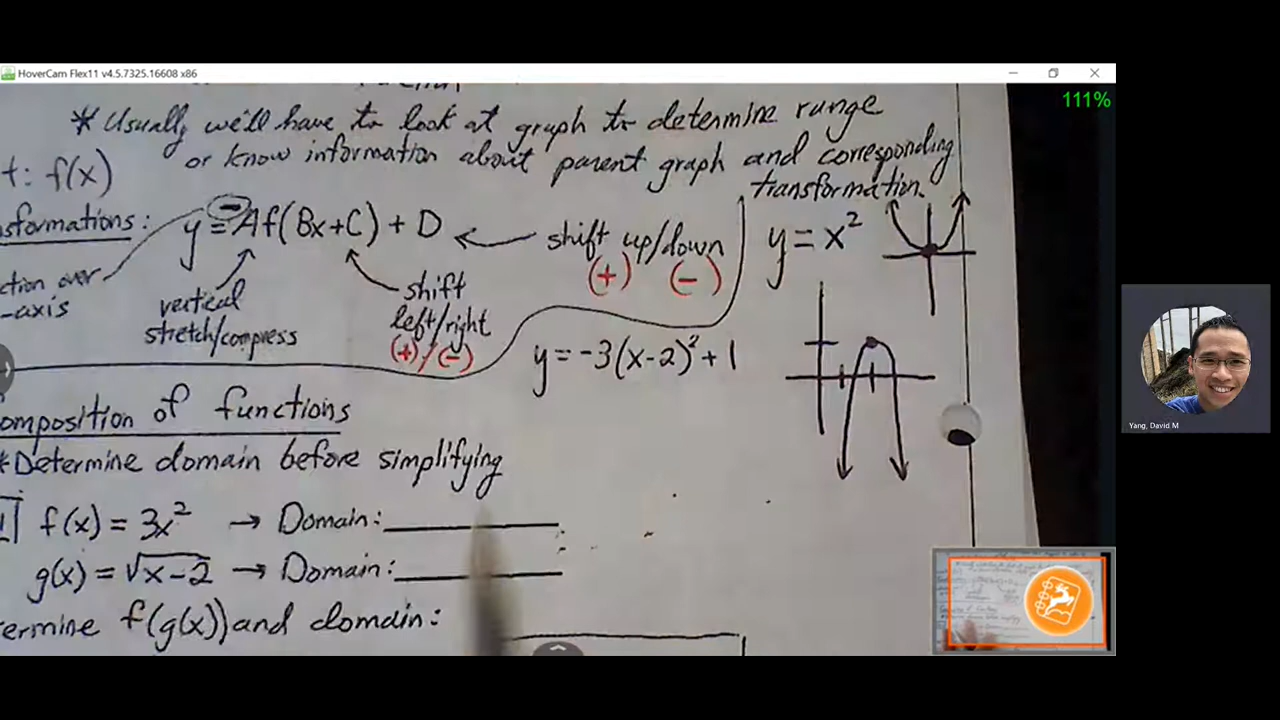 HoverCam Flex11 v4.5.7325.16608 x86
111%
* Usually we'll have to look at graph to determine range
or know information about parent graph and corresponding
transformation.
t: f(x)
sformations:
y = -Af(Bx+C) + D
shift up/down
(+) (-)
y = x²
ction over
-axis
vertical
stretch/compress
shift
left/right
(+)/(-)
y = -3(x-2)² + 1
omposition of functions
*Determine domain before simplifying
1 f(x) = 3x² → Domain:
g(x) = √x-2 → Domain:
ermine f(g(x)) and domain:
Yang, David M